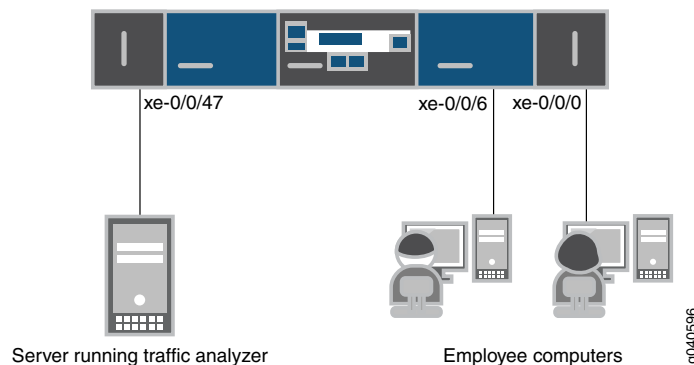 xe-0/0/47
xe-0/0/6
xe-0/0/0
Server running traffic analyzer
Employee computers
g040596